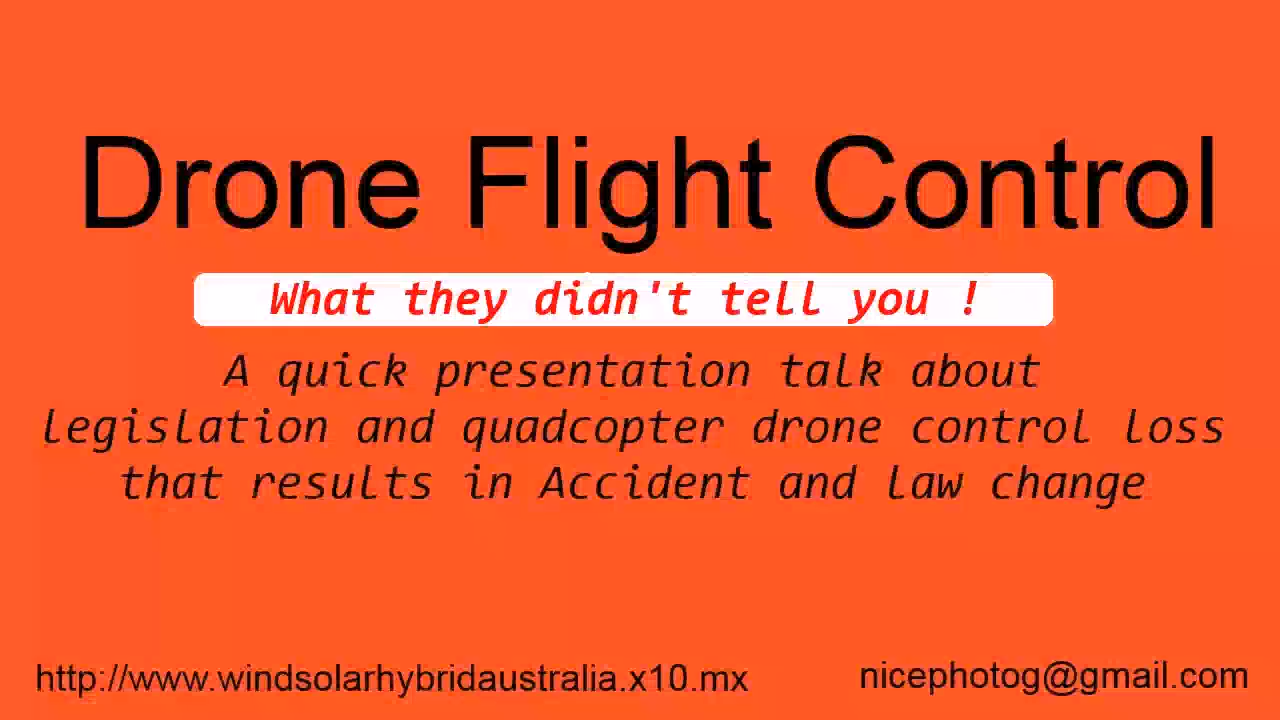 Drone Flight Control
What they didn't tell you !
A quick presentation talk about
legislation and quadcopter drone control loss
that results in Accident and law change
http://www.windsolarhybridaustralia.x10.mx
nicephotog@gmail.com